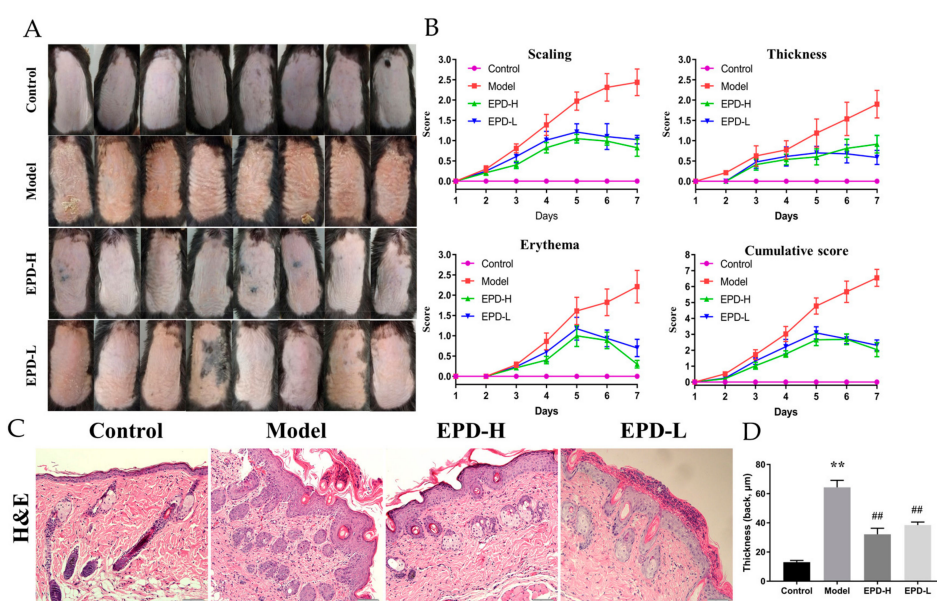 A
Control
Model
EPD-H
EPD-L
B
Scaling
Control
Model
EPD-H
EPD-L
Score
3.0
2.5
2.0
1.5
1.0
0.5
0.0
1 2 3 4 5 6 7
Days
Thickness
Control
Model
EPD-H
EPD-L
Score
3.0
2.5
2.0
1.5
1.0
0.5
0.0
1 2 3 4 5 6 7
Days
Erythema
Control
Model
EPD-H
EPD-L
Score
3.0
2.5
2.0
1.5
1.0
0.5
0.0
1 2 3 4 5 6 7
Days
Cumulative score
Control
Model
EPD-H
EPD-L
Score
8
7
6
5
4
3
2
1
0
1 2 3 4 5 6 7
Days
C
Control Model EPD-H EPD-L
H&E
D
Thickness (back, μm)
80
60
40
20
0
**
##
##
Control Model EPD-H EPD-L